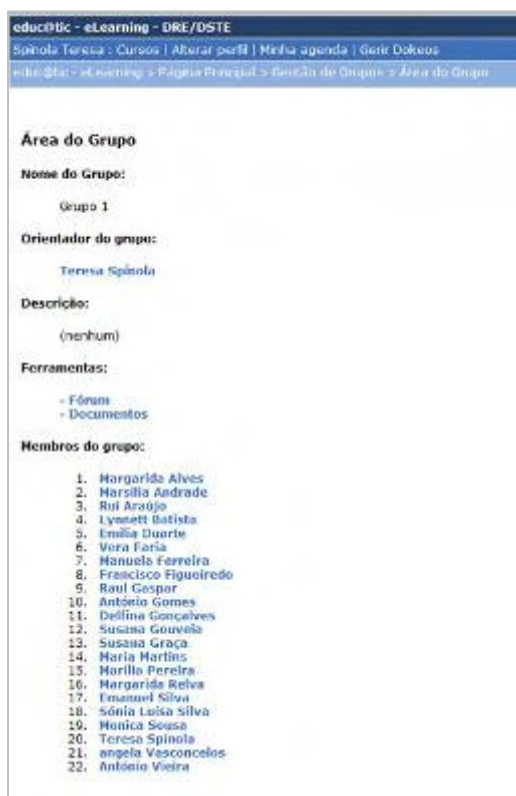 educ@tic - eLearning - DRE/DSTE
Spínola Teresa : Cursos | Alterar perfil | Minha agenda | Gerir Dokeos
educ@tic - eLearning > Página Principal > Gestão de Grupos > Área do Grupo
Área do Grupo
Nome do Grupo:
Grupo 1
Orientador do grupo:
Teresa Spínola
Descrição:
(nenhum)
Ferramentas:
- Fórum
- Documentos
Membros do grupo:
1. Margarida Alves
2. Marsília Andrade
3. Rui Araújo
4. Lynnett Batista
5. Emília Duarte
6. Vera Faria
7. Manuela Ferreira
8. Francisco Figueiredo
9. Raul Gaspar
10. António Gomes
11. Delfina Gonçalves
12. Susana Gouveia
13. Susana Graça
14. Maria Martins
15. Marília Pereira
16. Margarida Relva
17. Emanuel Silva
18. Sónia Luísa Silva
19. Monica Sousa
20. Teresa Spínola
21. angela Vasconcelos
22. António Vieira